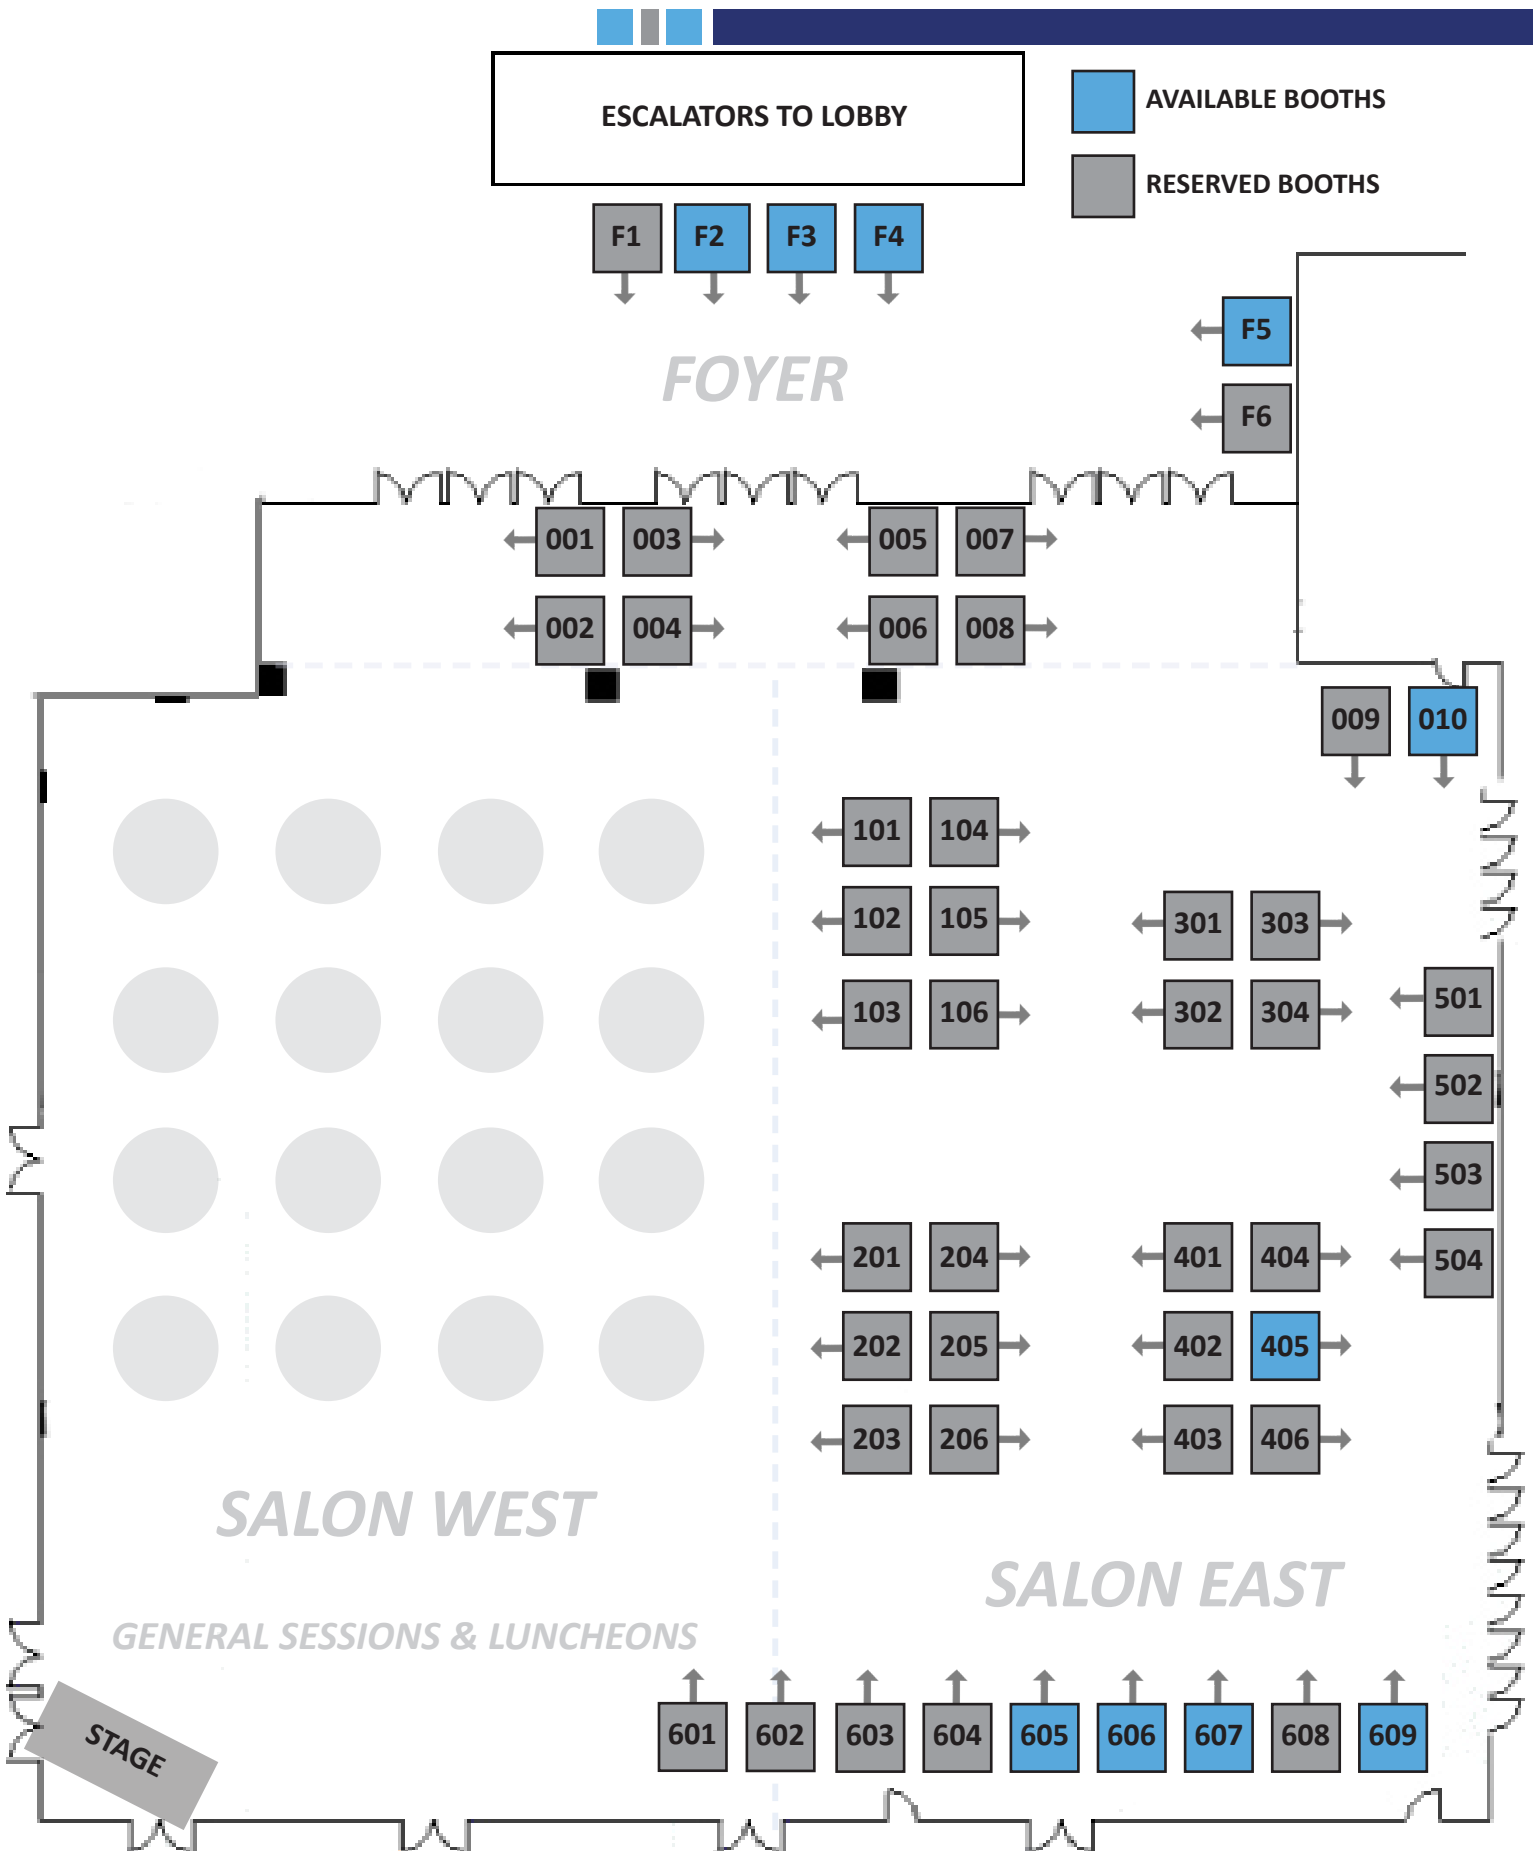 ESCALATORS TO LOBBY
AVAILABLE BOOTHS
RESERVED BOOTHS
F1 F2 F3 F4
F5
FOYER
F6
001 003 005 007
002 004 006 008
009 010
101 104
102 105 301 303
103 106 302 304
501
502
503
504
201 204 401 404
202 205 402 405
203 206 403 406
SALON WEST
SALON EAST
GENERAL SESSIONS & LUNCHEONS
STAGE
601 602 603 604 605 606 607 608 609